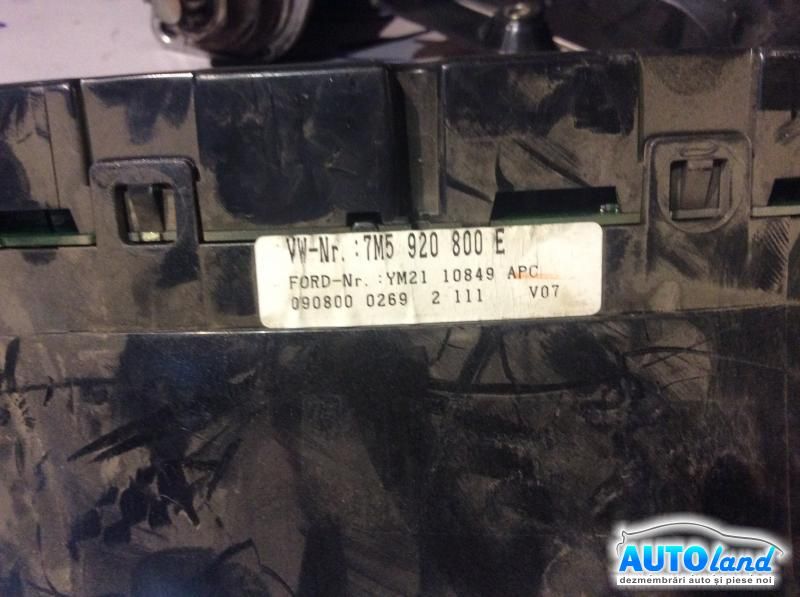 VW-Nr.:7M5 920 800 E
FORD-Nr.:YM21 10849 APC
090800 0269 2 111 V07
AUTOland
dezmembrări auto și piese noi